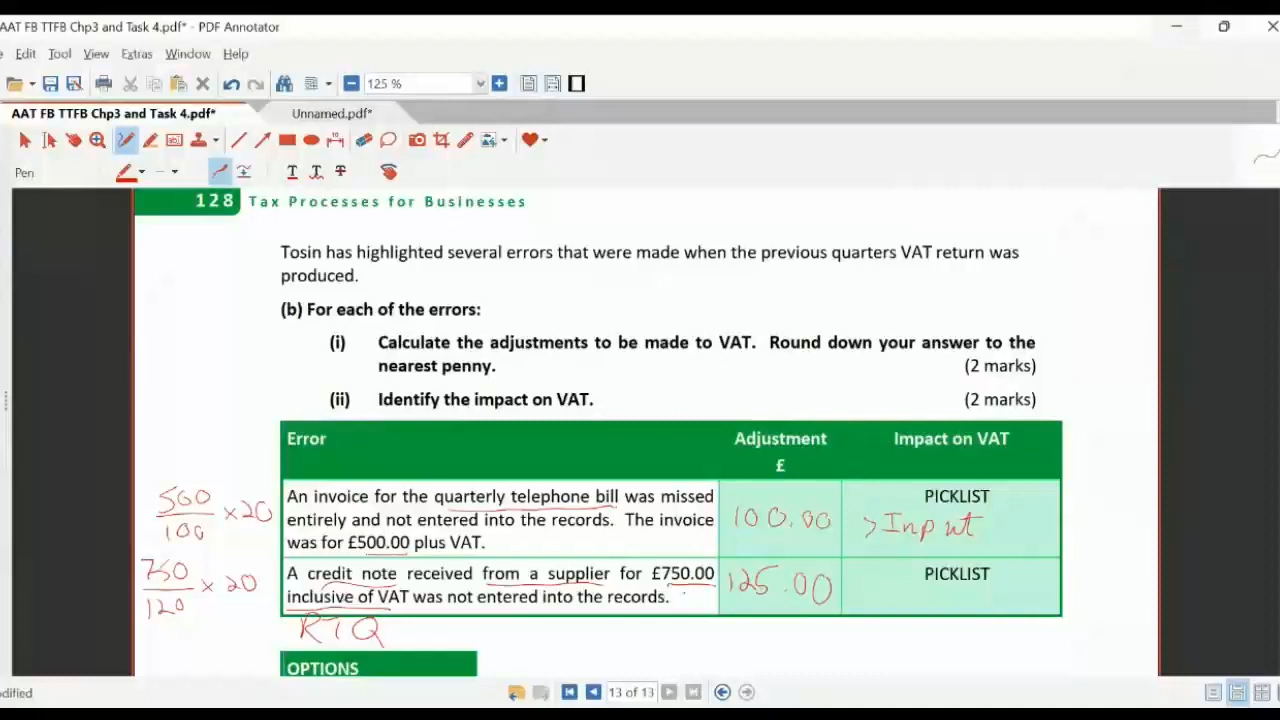 AAT FB TTFB Chp3 and Task 4.pdf* - PDF Annotator
Edit Tool View Extras Window Help
125 %
AAT FB TTFB Chp3 and Task 4.pdf* Unnamed.pdf*
Pen
128 Tax Processes for Businesses
Tosin has highlighted several errors that were made when the previous quarters VAT return was
produced.
(b) For each of the errors:
(i) Calculate the adjustments to be made to VAT. Round down your answer to the
nearest penny. (2 marks)
(ii) Identify the impact on VAT. (2 marks)
Error Adjustment Impact on VAT
£
An invoice for the quarterly telephone bill was missed
entirely and not entered into the records. The invoice
was for £500.00 plus VAT.
100.00
PICKLIST
> Input
500
100 × 20
A credit note received from a supplier for £750.00
inclusive of VAT was not entered into the records.
125.00
PICKLIST
750
120 × 20
RTQ
OPTIONS
odified
13 of 13